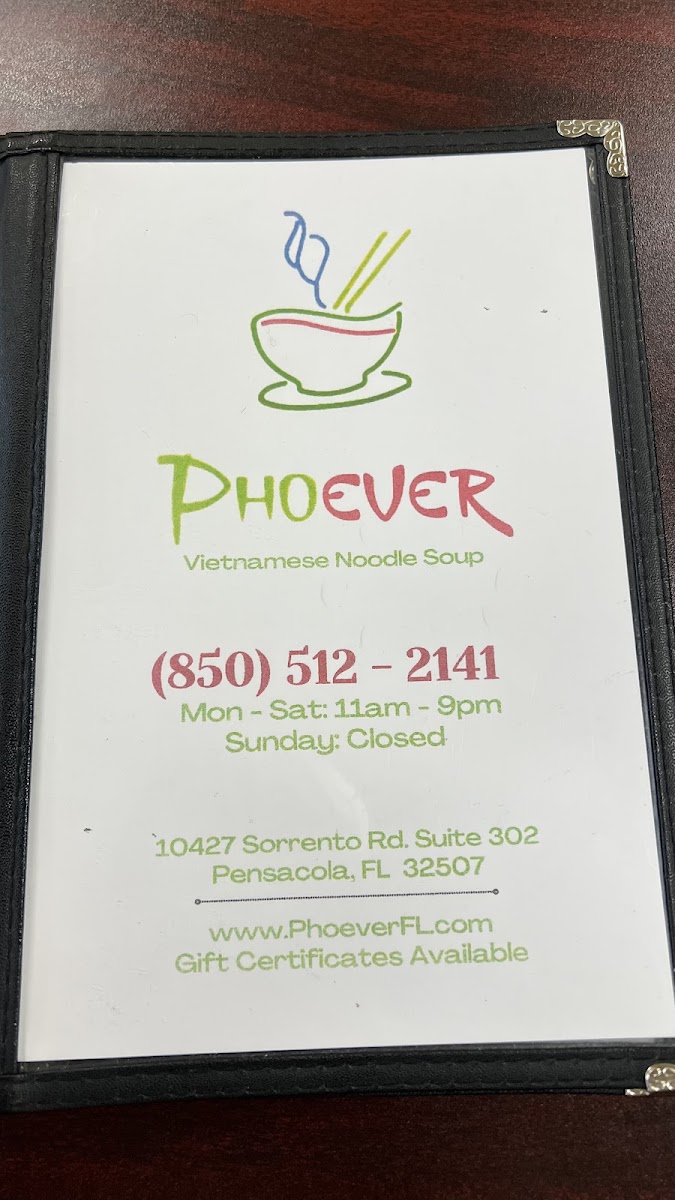 PHOEVER
Vietnamese Noodle Soup
(850) 512 - 2141
Mon - Sat: 11am - 9pm
Sunday: Closed
10427 Sorrento Rd. Suite 302
Pensacola, FL 32507
www.PhoeverFL.com
Gift Certificates Available